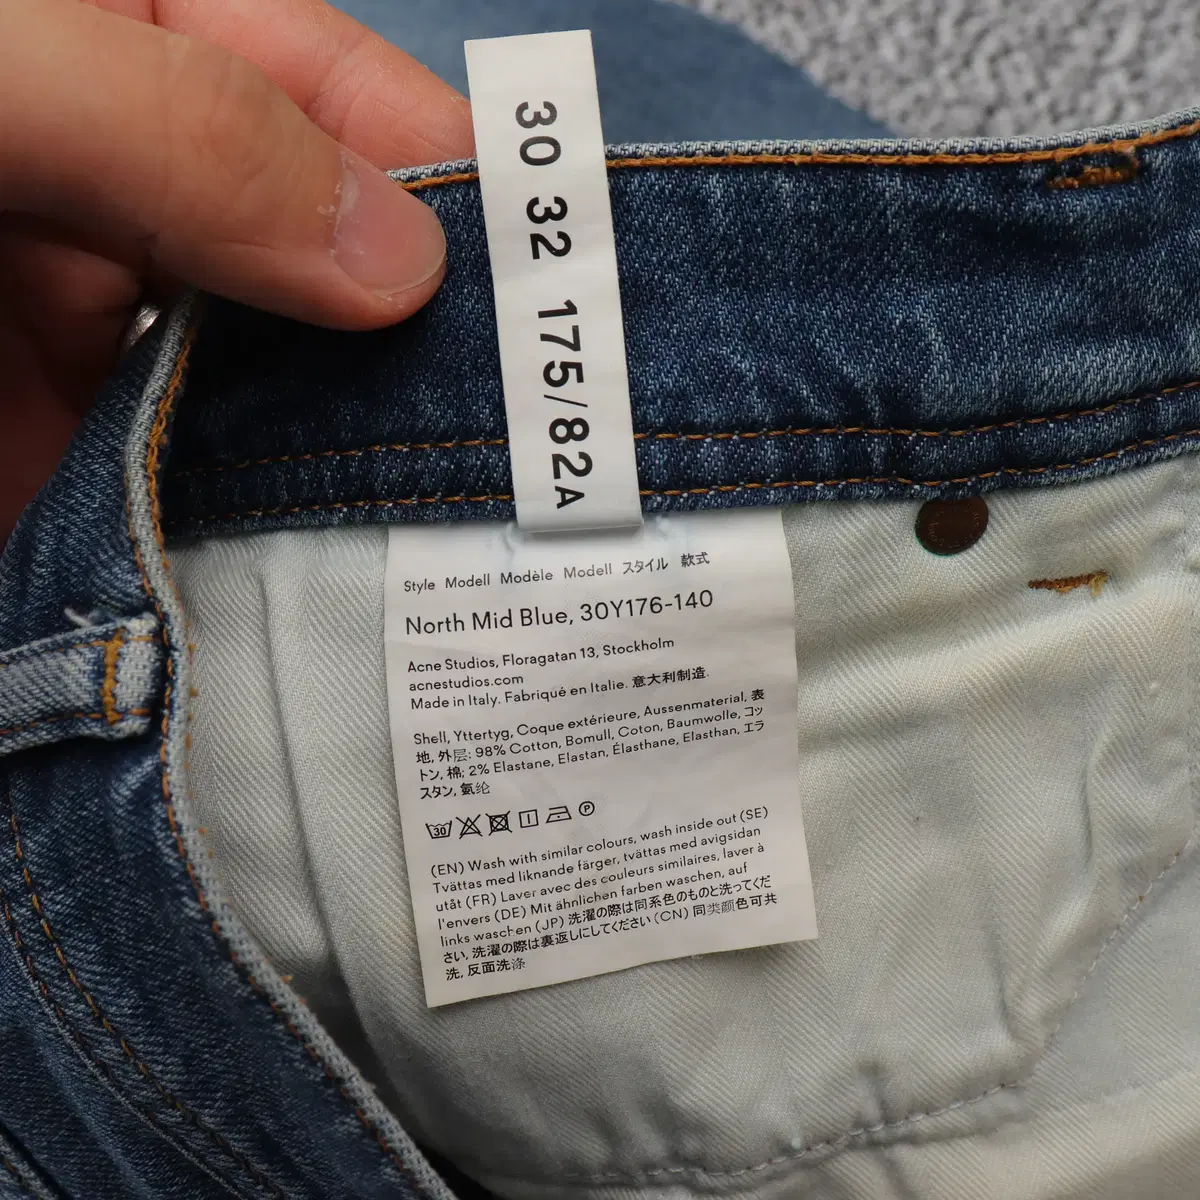 30 32 175/82A
Style Modell Modèle Modell スタイル 款式
North Mid Blue, 30Y176-140
Acne Studios, Floragatan 13, Stockholm
acnestudios.com
Made in Italy. Fabriqué en Italie. 意大利制造.
Shell, Yttertyg, Coque extérieure, Aussenmaterial, 表
地, 外层: 98% Cotton, Bomull, Coton, Baumwolle, コッ
トン, 棉; 2% Elastane, Elastan, Élasthane, Elasthan, エラ
スタン, 氨纶
30 P
(EN) Wash with similar colours, wash inside out (SE)
Tvättas med liknande färger, tvättas med avigsidan
utåt (FR) Laver avec des couleurs similaires, laver à
l'envers (DE) Mit ähnlichen farben waschen, auf
links waschen (JP) 洗濯の際は同系色のものと洗ってくだ
さい, 洗濯の際は裏返しにしてください (CN) 同类颜色可共
洗, 反面洗涤